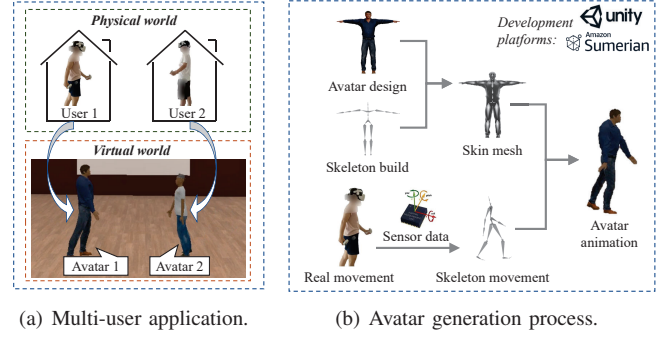 Physical world
User 1
User 2
Virtual world
Avatar 1
Avatar 2
(a) Multi-user application.
Development
platforms:
unity
Amazon
Sumerian
Avatar design
Skeleton build
Skin mesh
Sensor data
Real movement
Skeleton movement
Avatar
animation
(b) Avatar generation process.